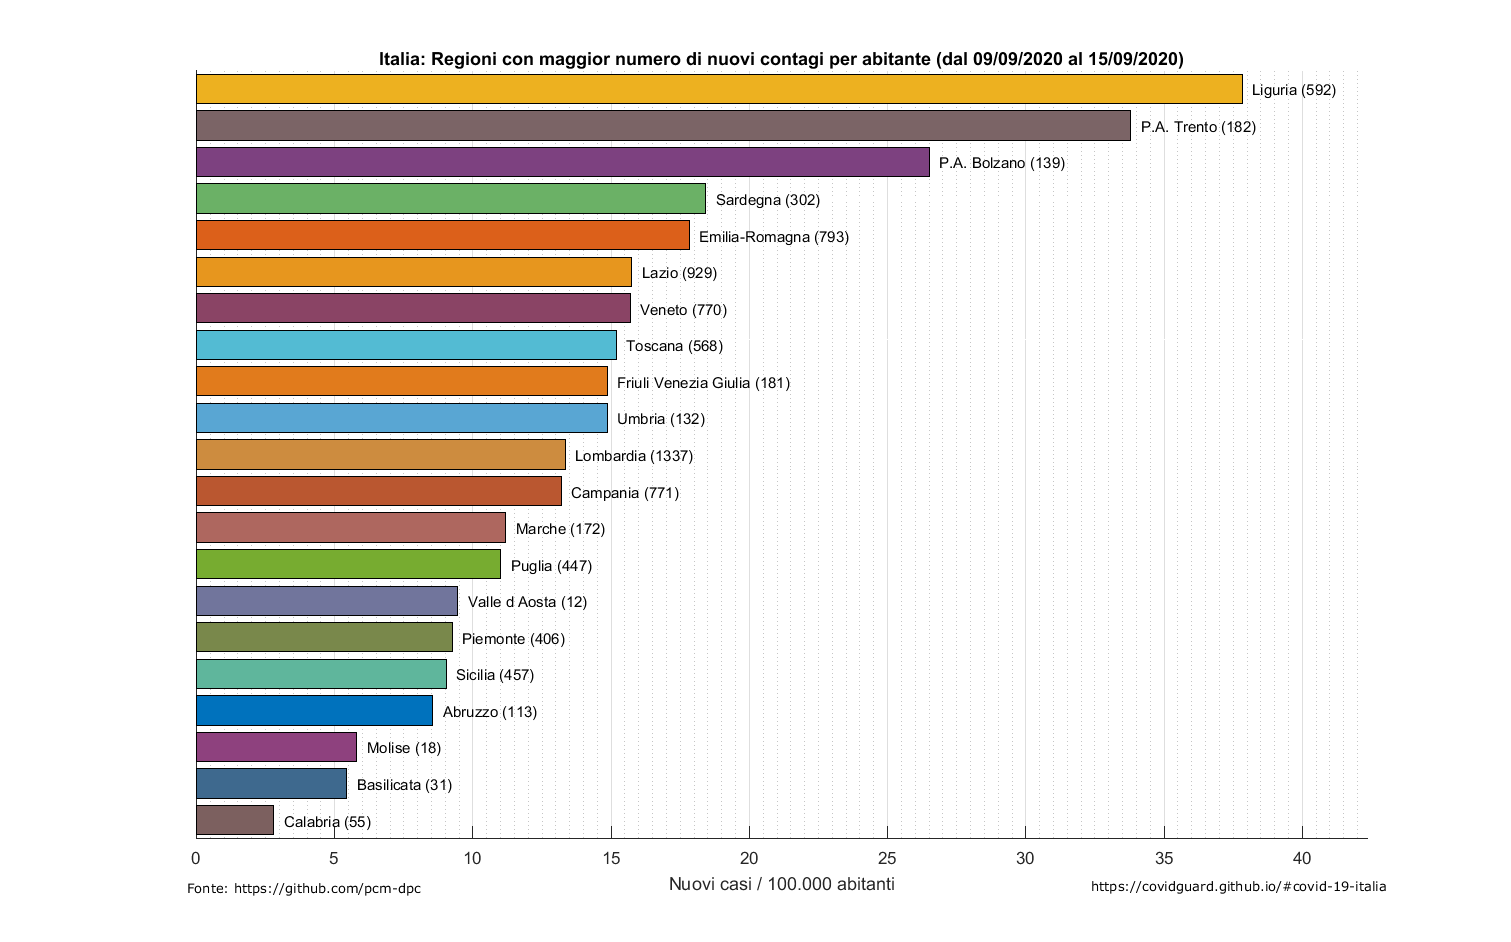 Italia: Regioni con maggior numero di nuovi contagi per abitante (dal 09/09/2020 al 15/09/2020)
Liguria (592)
P.A. Trento (182)
P.A. Bolzano (139)
Sardegna (302)
Emilia-Romagna (793)
Lazio (929)
Veneto (770)
Toscana (568)
Friuli Venezia Giulia (181)
Umbria (132)
Lombardia (1337)
Campania (771)
Marche (172)
Puglia (447)
Valle d Aosta (12)
Piemonte (406)
Sicilia (457)
Abruzzo (113)
Molise (18)
Basilicata (31)
Calabria (55)
0 5 10 15 20 25 30 35 40
Nuovi casi / 100.000 abitanti
Fonte: https://github.com/pcm-dpc
https://covidguard.github.io/#covid-19-italia